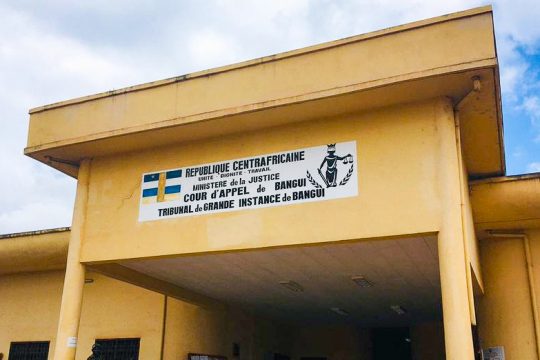 REPUBLIQUE CENTRAFRICAINE
UNITE - DIGNITE - TRAVAIL
MINISTERE de la JUSTICE
COUR d'APPEL de BANGUI
TRIBUNAL de GRANDE INSTANCE de BANGUI